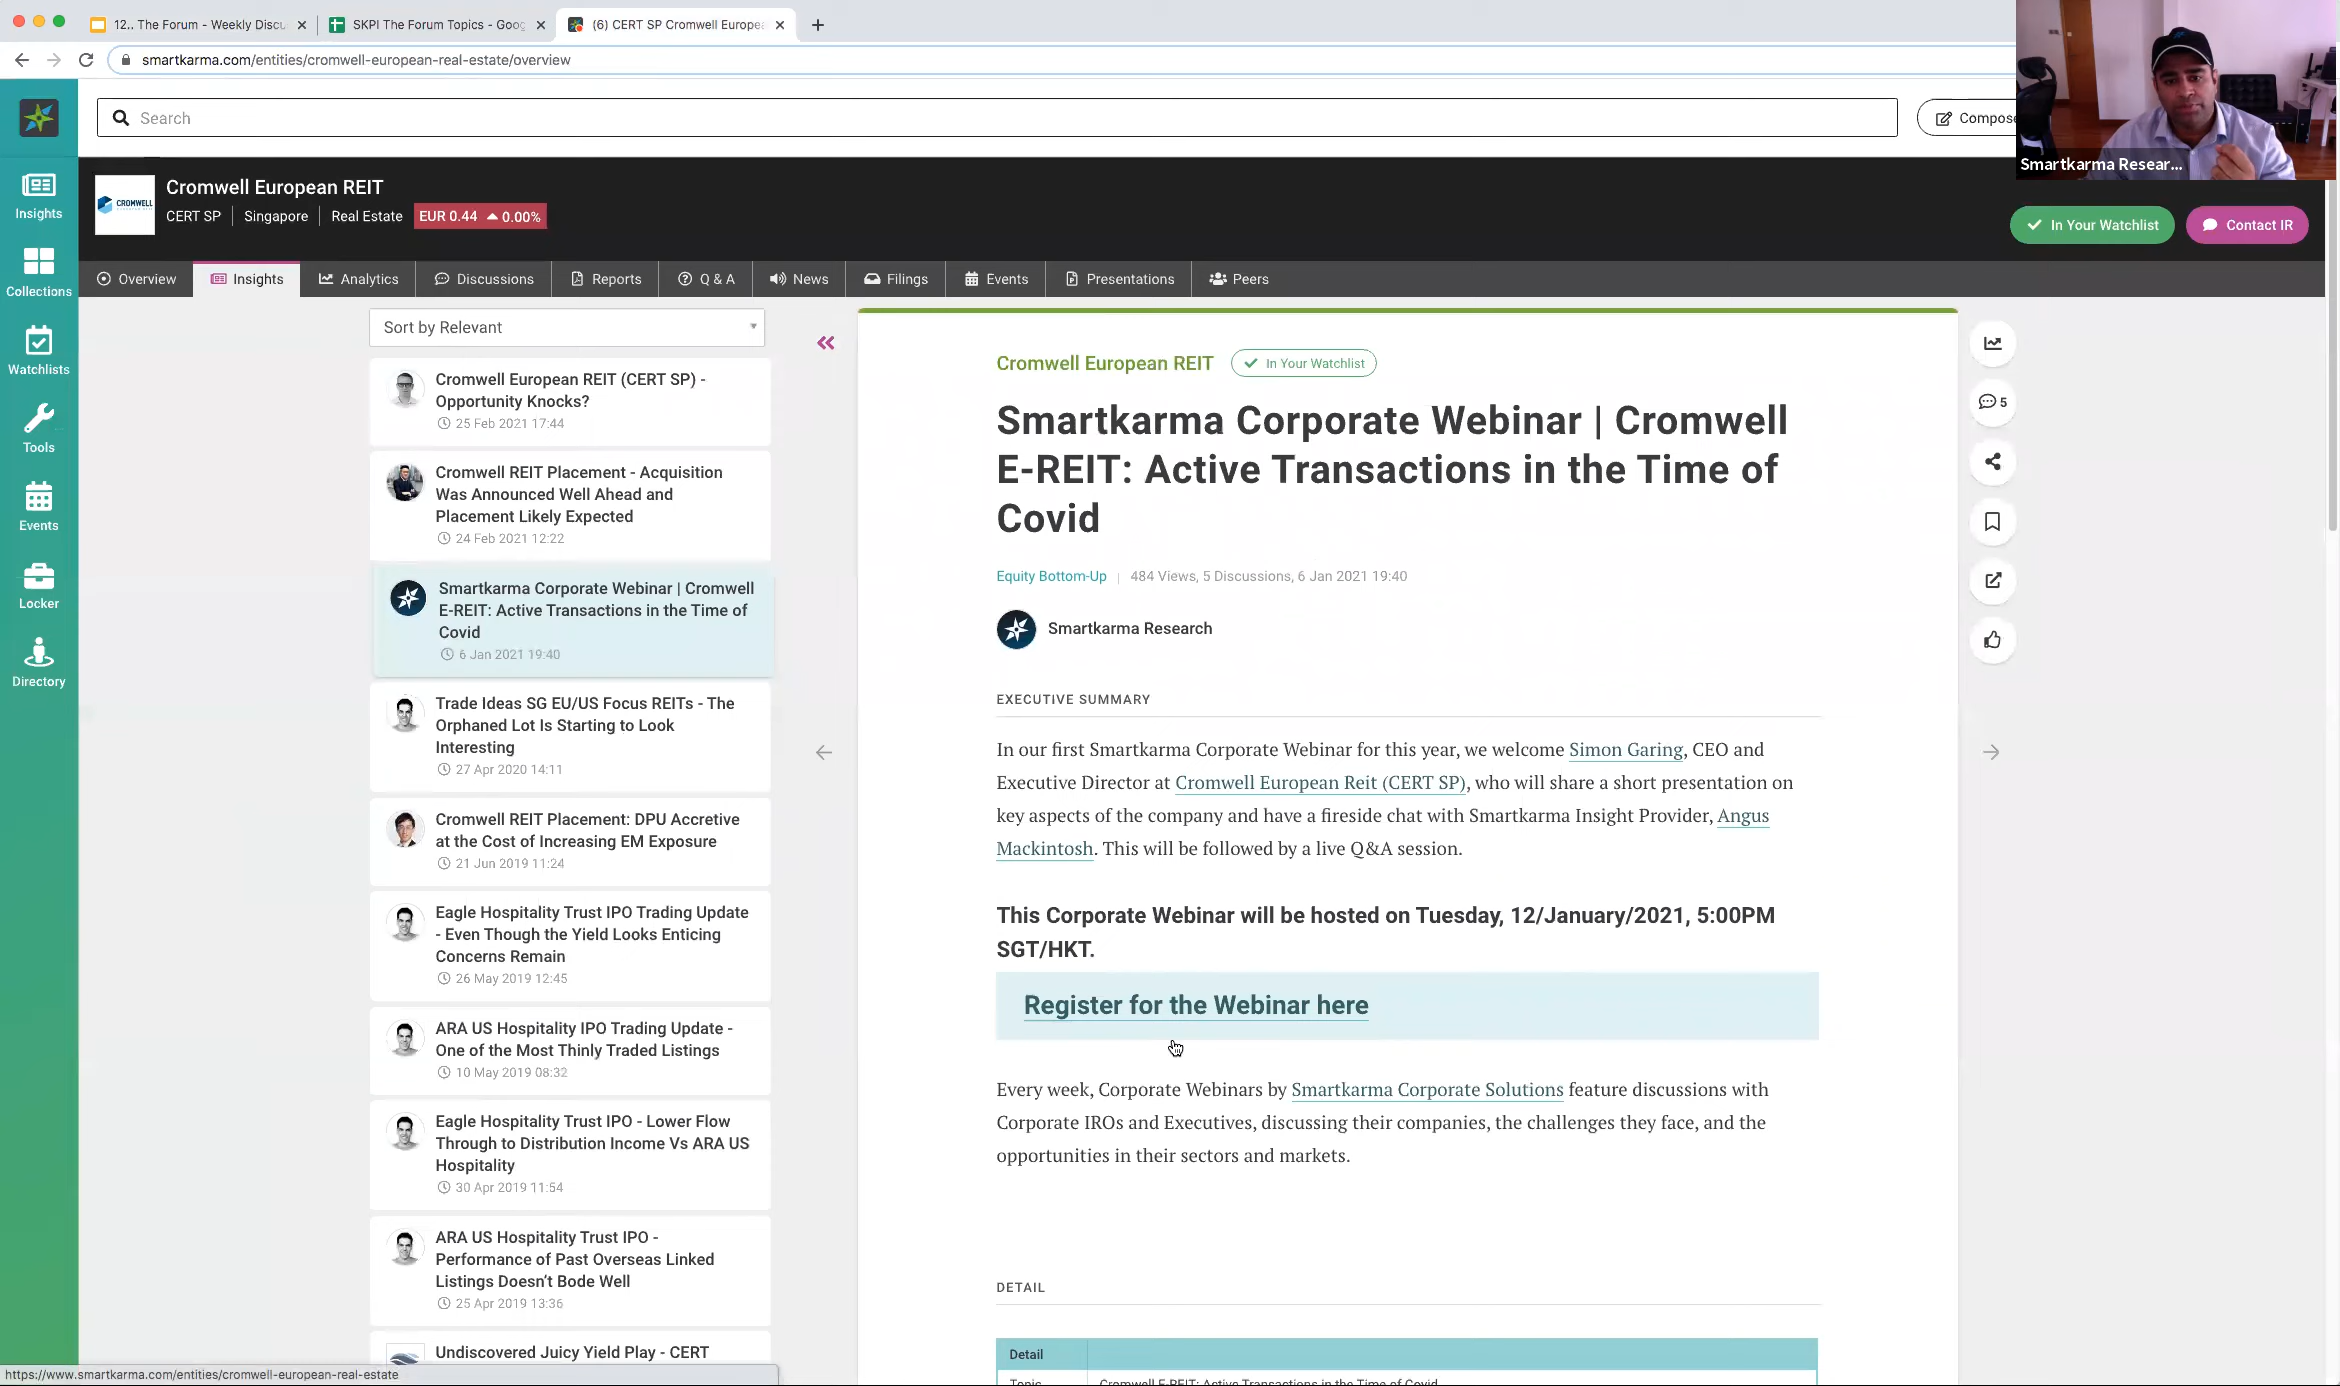 12.. The Forum - Weekly Discu
SKPI The Forum Topics - Goog
(6) CERT SP Cromwell Europea
smartkarma.com/entities/cromwell-european-real-estate/overview
Search
Compose
Smartkarma Resear...
CROMWELL
Cromwell European REIT
CERT SP
Singapore
Real Estate
EUR 0.44
0.00%
In Your Watchlist
Contact IR
Insights
Collections
Watchlists
Tools
Events
Locker
Directory
Overview
Insights
Analytics
Discussions
Reports
Q & A
News
Filings
Events
Presentations
Peers
Sort by Relevant
Cromwell European REIT (CERT SP) -
Opportunity Knocks?
25 Feb 2021 17:44
Cromwell REIT Placement - Acquisition
Was Announced Well Ahead and
Placement Likely Expected
24 Feb 2021 12:22
Smartkarma Corporate Webinar | Cromwell
E-REIT: Active Transactions in the Time of
Covid
6 Jan 2021 19:40
Trade Ideas SG EU/US Focus REITs - The
Orphaned Lot Is Starting to Look
Interesting
27 Apr 2020 14:11
Cromwell REIT Placement: DPU Accretive
at the Cost of Increasing EM Exposure
21 Jun 2019 11:24
Eagle Hospitality Trust IPO Trading Update
- Even Though the Yield Looks Enticing
Concerns Remain
26 May 2019 12:45
ARA US Hospitality IPO Trading Update -
One of the Most Thinly Traded Listings
10 May 2019 08:32
Eagle Hospitality Trust IPO - Lower Flow
Through to Distribution Income Vs ARA US
Hospitality
30 Apr 2019 11:54
ARA US Hospitality Trust IPO -
Performance of Past Overseas Linked
Listings Doesn't Bode Well
25 Apr 2019 13:36
Undiscovered Juicy Yield Play - CERT
https://www.smartkarma.com/entities/cromwell-european-real-estate
Cromwell European REIT
In Your Watchlist
Smartkarma Corporate Webinar | Cromwell
E-REIT: Active Transactions in the Time of
Covid
Equity Bottom-Up | 484 Views, 5 Discussions, 6 Jan 2021 19:40
Smartkarma Research
EXECUTIVE SUMMARY
In our first Smartkarma Corporate Webinar for this year, we welcome Simon Garing, CEO and
Executive Director at Cromwell European Reit (CERT SP), who will share a short presentation on
key aspects of the company and have a fireside chat with Smartkarma Insight Provider, Angus
Mackintosh. This will be followed by a live Q&A session.
This Corporate Webinar will be hosted on Tuesday, 12/January/2021, 5:00PM
SGT/HKT.
Register for the Webinar here
Every week, Corporate Webinars by Smartkarma Corporate Solutions feature discussions with
Corporate IROs and Executives, discussing their companies, the challenges they face, and the
opportunities in their sectors and markets.
DETAIL
Detail
Topic
Cromwell E-REIT: Active Transactions in the Time of Covid
5